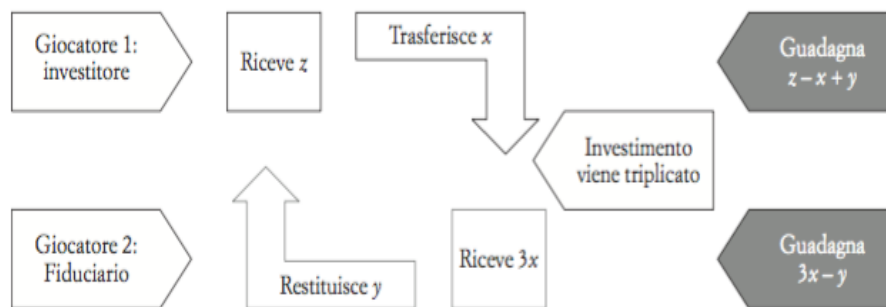 Giocatore 1:
investitore
Riceve z
Trasferisce x
Guadagna
z – x + y
Investimento
viene triplicato
Giocatore 2:
Fiduciario
Restituisce y
Riceve 3x
Guadagna
3x – y